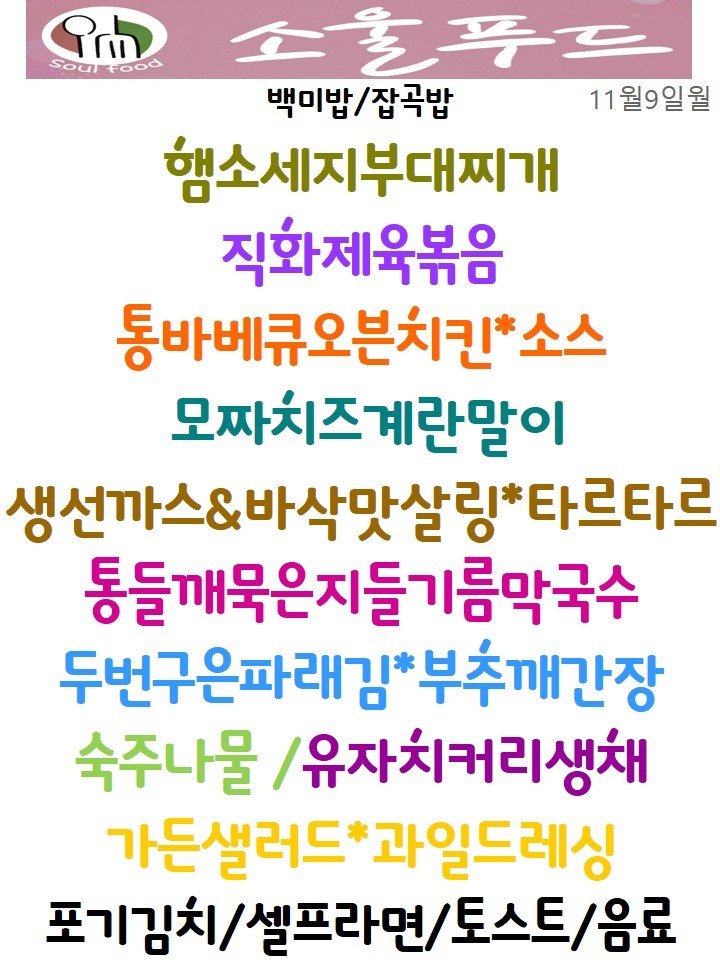 Soul food
소울푸드
백미밥/잡곡밥
11월9일월
햄소세지부대찌개
직화제육볶음
통바베큐오븐치킨*소스
모짜치즈계란말이
생선까스&바삭맛살링*타르타르
통들깨묵은지들기름막국수
두번구은파래김*부추깨간장
숙주나물 /유자치커리생채
가든샐러드*과일드레싱
포기김치/셀프라면/토스트/음료